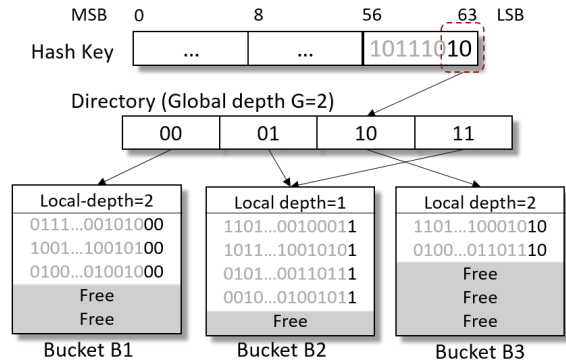 MSB 0 8 56 63 LSB
Hash Key ... ... 10111010
Directory (Global depth G=2)
00 01 10 11
Local-depth=2
0111...00101000
1001...10010100
0100...01001000
Free
Free
Bucket B1
Local depth=1
1101...00100011
1011...10010101
0101...00110111
0010...01001011
Free
Bucket B2
Local depth=2
1101...10001010
0100...01101110
Free
Free
Free
Bucket B3